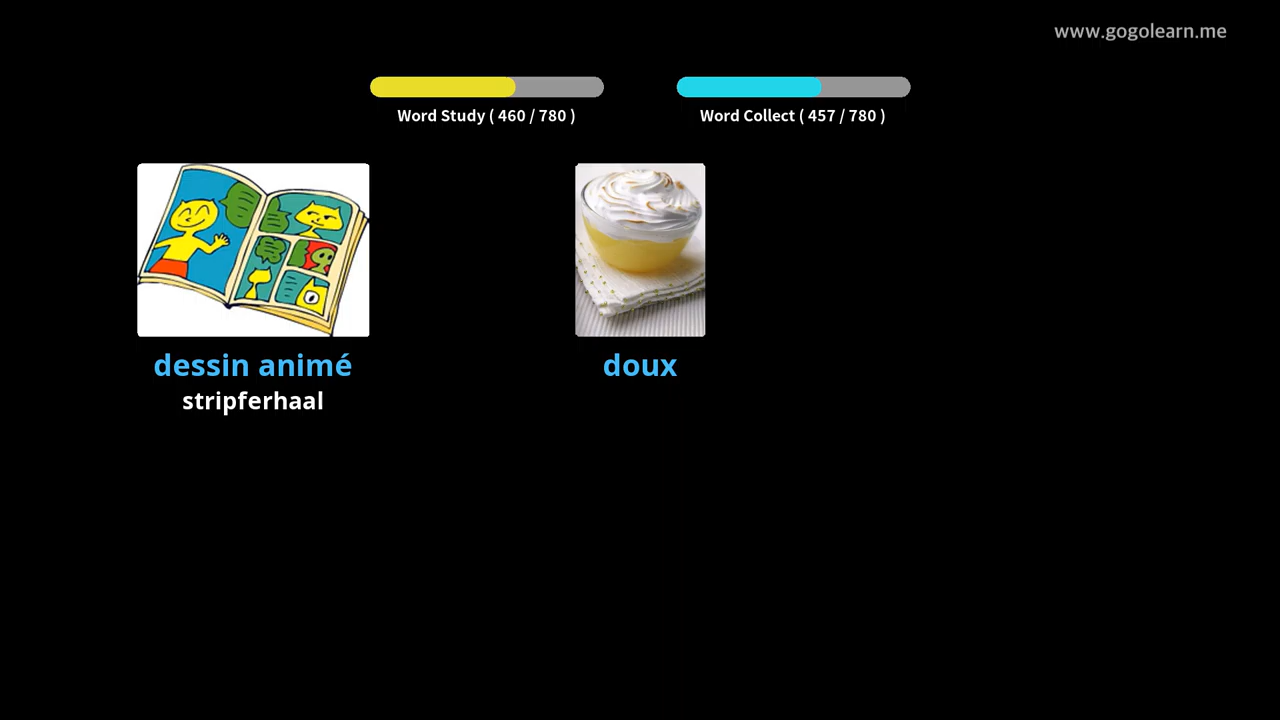 www.gogolearn.me
Word Study ( 460 / 780 )
Word Collect ( 457 / 780 )
dessin animé
stripferhaal
doux